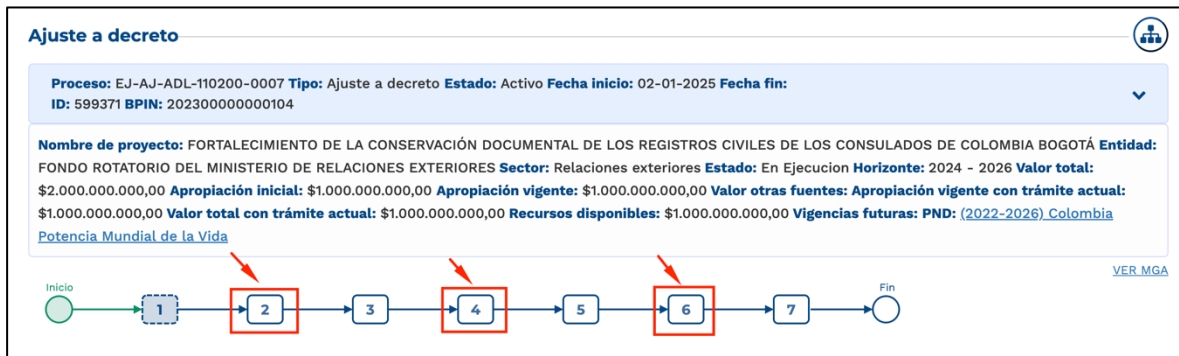 Ajuste a decreto
Proceso: EJ-AJ-ADL-110200-0007 Tipo: Ajuste a decreto Estado: Activo Fecha inicio: 02-01-2025 Fecha fin:
ID: 599371 BPIN: 202300000000104
Nombre de proyecto: FORTALECIMIENTO DE LA CONSERVACIÓN DOCUMENTAL DE LOS REGISTROS CIVILES DE LOS CONSULADOS DE COLOMBIA BOGOTÁ Entidad:
FONDO ROTATORIO DEL MINISTERIO DE RELACIONES EXTERIORES Sector: Relaciones exteriores Estado: En Ejecucion Horizonte: 2024 - 2026 Valor total:
$2.000.000.000,00 Apropiación inicial: $1.000.000.000,00 Apropiación vigente: $1.000.000.000,00 Valor otras fuentes: Apropiación vigente con trámite actual:
$1.000.000.000,00 Valor total con trámite actual: $1.000.000.000,00 Recursos disponibles: $1.000.000.000,00 Vigencias futuras: PND: (2022-2026) Colombia
Potencia Mundial de la Vida
VER MGA
Inicio 1 2 3 4 5 6 7 Fin